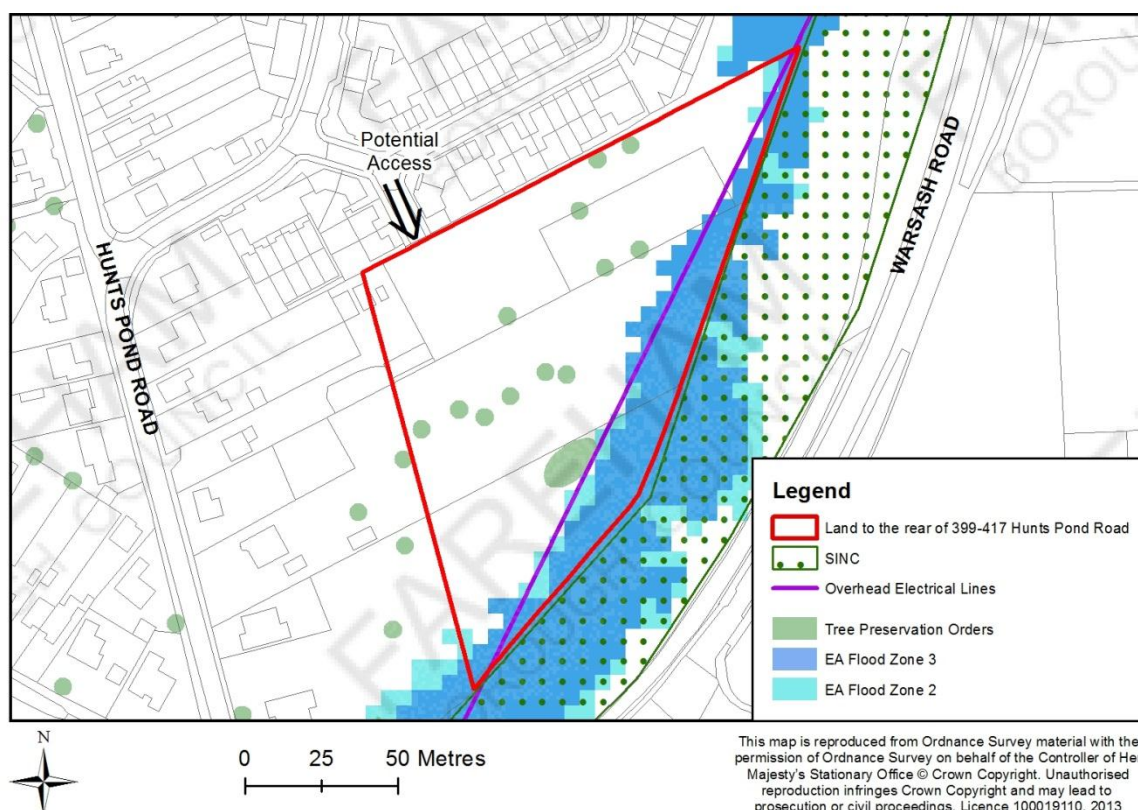 Potential
Access
HUNTS POND ROAD
WARSASH ROAD
FAREHAM
BOROUGH COUNCIL
Legend
Land to the rear of 399-417 Hunts Pond Road
SINC
Overhead Electrical Lines
Tree Preservation Orders
EA Flood Zone 3
EA Flood Zone 2
N
0 25 50 Metres
This map is reproduced from Ordnance Survey material with the
permission of Ordnance Survey on behalf of the Controller of Her
Majesty's Stationary Office © Crown Copyright. Unauthorised
reproduction infringes Crown Copyright and may lead to
prosecution or civil proceedings. Licence 100019110. 2013